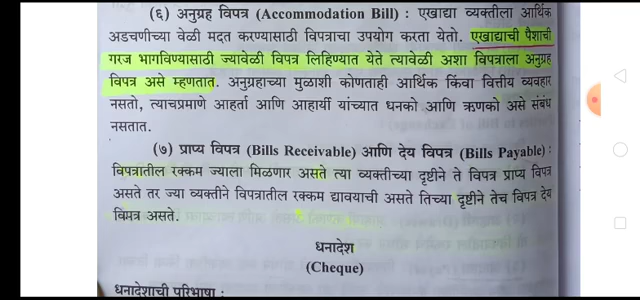 (६) अनुग्रह विपत्र (Accommodation Bill) : एखाद्या व्यक्तीला आर्थिक
अडचणीच्या वेळी मदत करण्यासाठी विपत्राचा उपयोग करता येतो. एखाद्याची पैशाची
गरज भागविण्यासाठी ज्यावेळी विपत्र लिहिण्यात येते त्यावेळी अशा विपत्राला अनुग्रह
विपत्र असे म्हणतात. अनुग्रहाच्या मुळाशी कोणताही आर्थिक किंवा वित्तीय व्यवहार
नसतो, त्याचप्रमाणे आहर्ता आणि आहार्यी यांच्यात धनको आणि ऋणको असे संबंध
नसतात.
(७) प्राप्य विपत्र (Bills Receivable) आणि देय विपत्र (Bills Payable) :
विपत्रातील रक्कम ज्याला मिळणार असते त्या व्यक्तीच्या दृष्टीने ते विपत्र प्राप्य विपत्र
असते तर ज्या व्यक्तीने विपत्रातील रक्कम द्यावयाची असते तिच्या दृष्टीने तेच विपत्र देय
विपत्र असते.
धनादेश
(Cheque)
धनादेशाची परिभाषा :